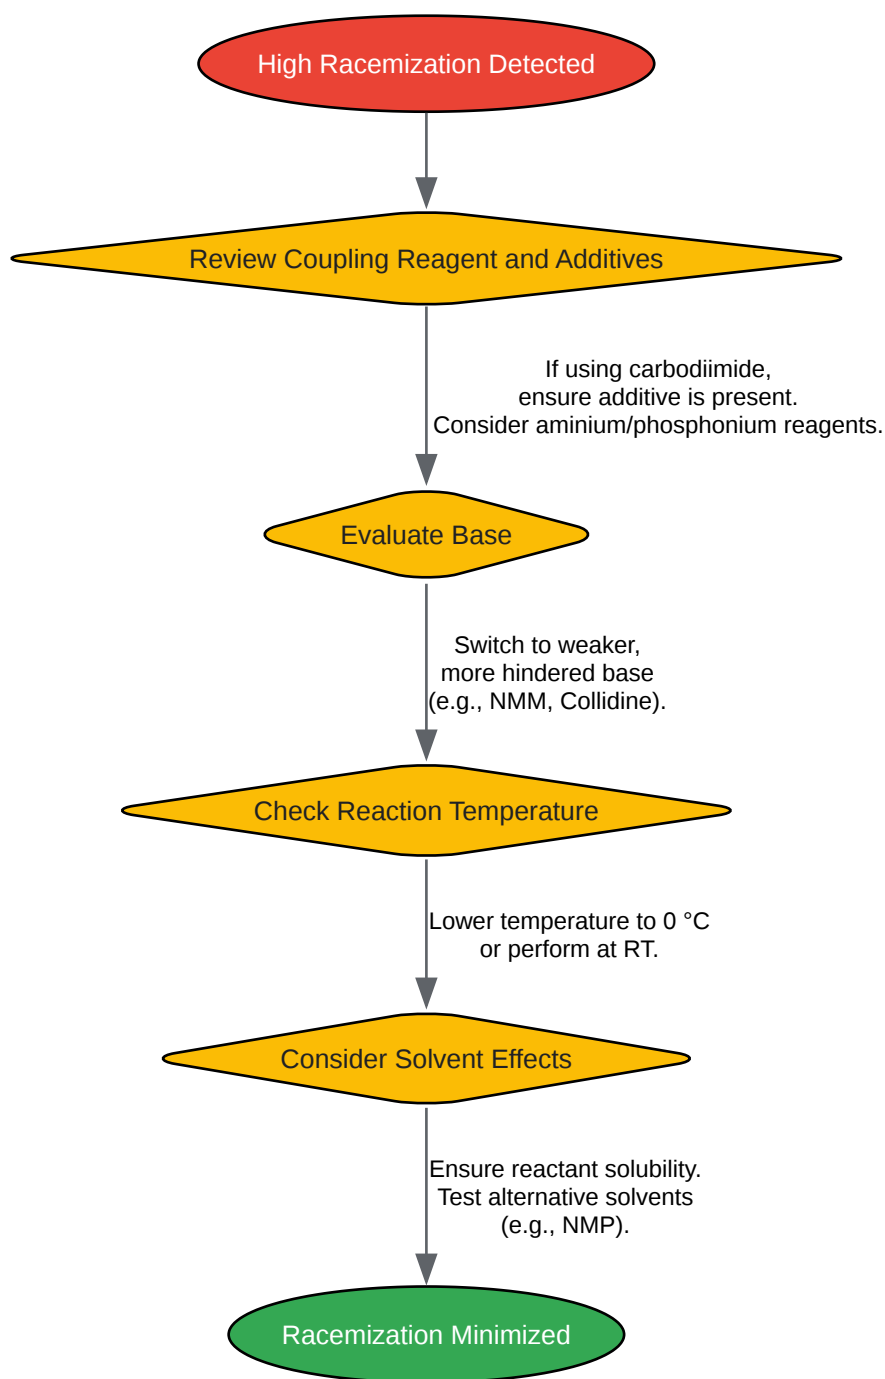 High Racemization Detected
Review Coupling Reagent and Additives
If using carbodiimide,
ensure additive is present.
Consider aminium/phosphonium reagents.
Evaluate Base
Switch to weaker,
more hindered base
(e.g., NMM, Collidine).
Check Reaction Temperature
Lower temperature to 0 °C
or perform at RT.
Consider Solvent Effects
Ensure reactant solubility.
Test alternative solvents
(e.g., NMP).
Racemization Minimized